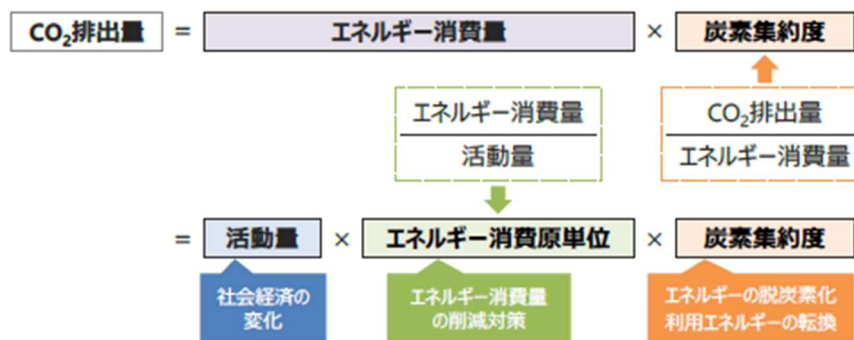 CO₂排出量 = エネルギー消費量 × 炭素集約度
エネルギー消費量
活動量
CO₂排出量
エネルギー消費量
= 活動量 × エネルギー消費原単位 × 炭素集約度
社会経済の
変化
エネルギー消費量
の削減対策
エネルギーの脱炭素化
利用エネルギーの転換